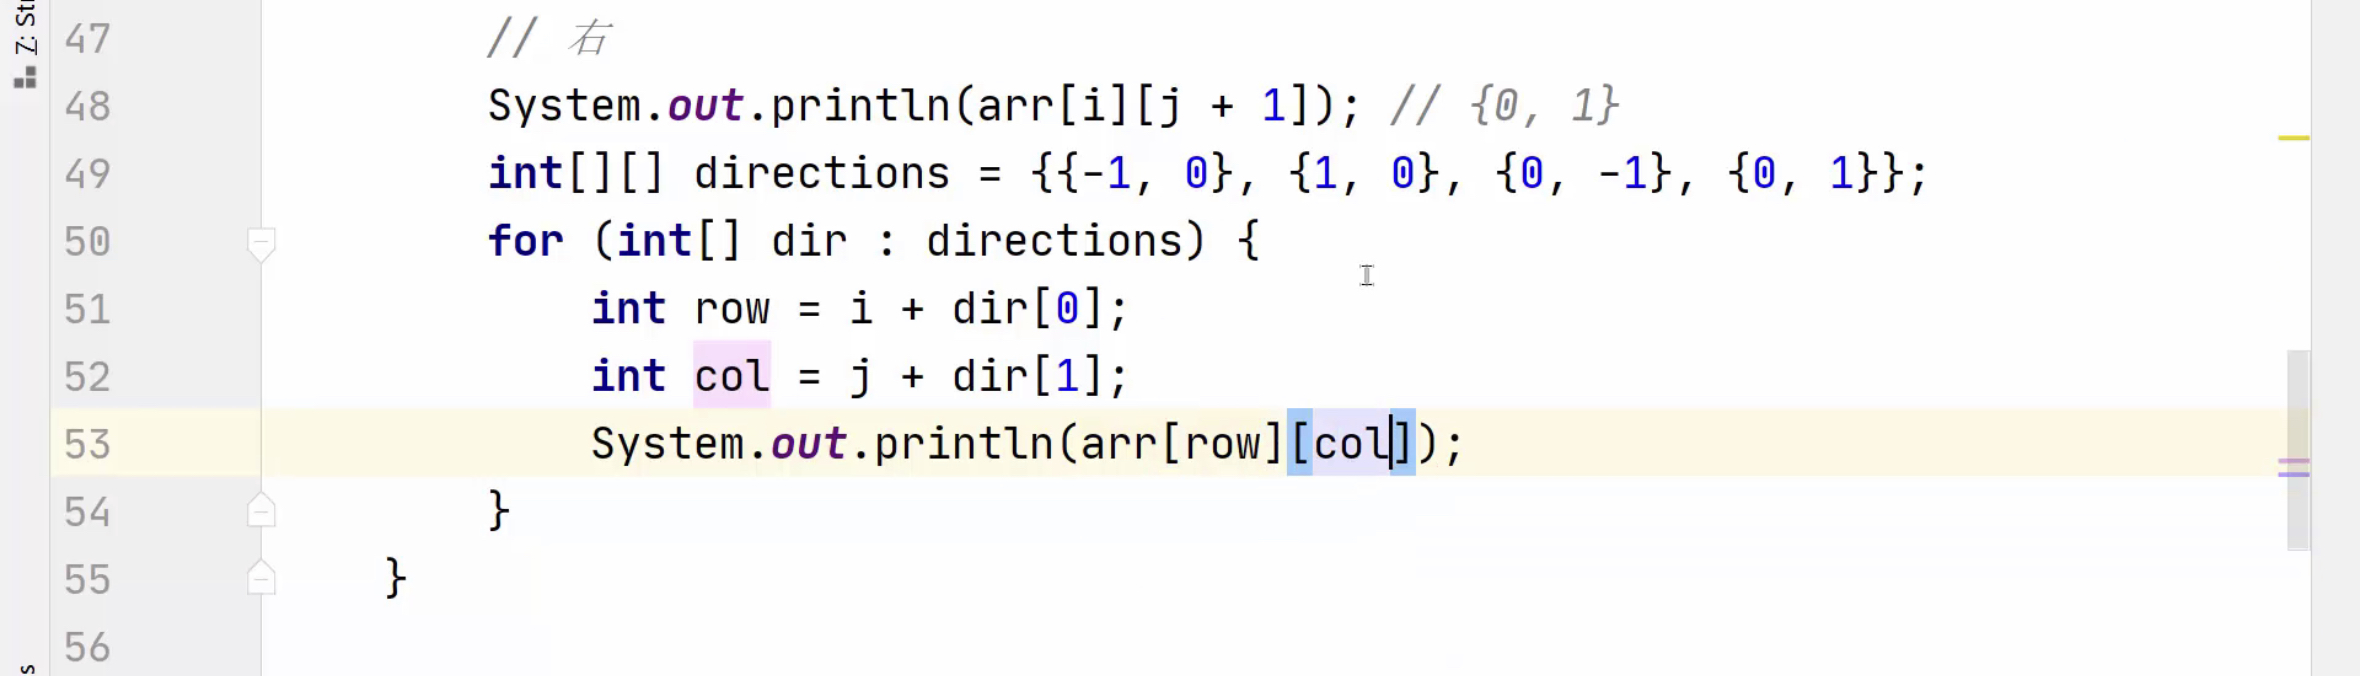 Z: Str
47 // 右
48 System.out.println(arr[i][j + 1]); // {0, 1}
49 int[][] directions = {{-1, 0}, {1, 0}, {0, -1}, {0, 1}};
50 for (int[] dir : directions) {
51 int row = i + dir[0];
52 int col = j + dir[1];
53 System.out.println(arr[row][col]);
54 }
55 }
56
s